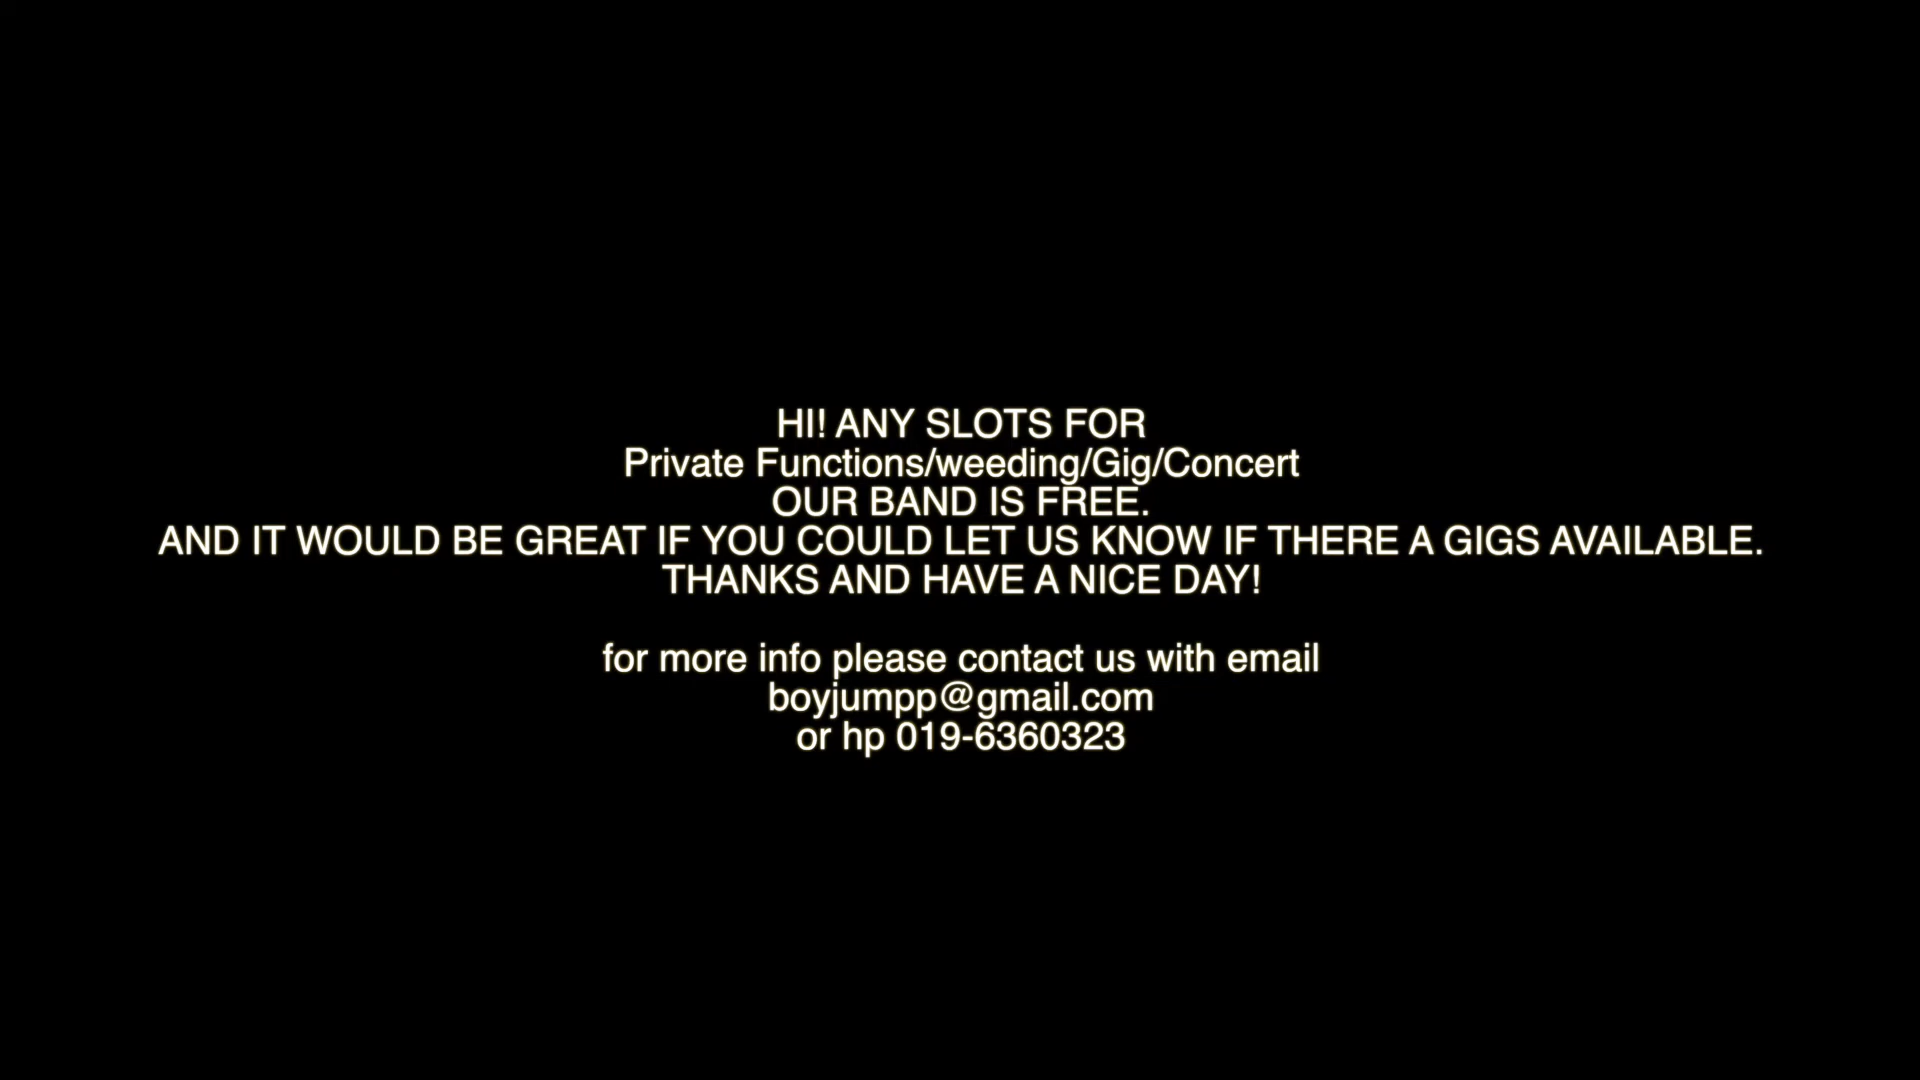 HI! ANY SLOTS FOR
Private Functions/weeding/Gig/Concert
OUR BAND IS FREE.
AND IT WOULD BE GREAT IF YOU COULD LET US KNOW IF THERE A GIGS AVAILABLE.
THANKS AND HAVE A NICE DAY!
for more info please contact us with email
boyjumpp@gmail.com
or hp 019-6360323